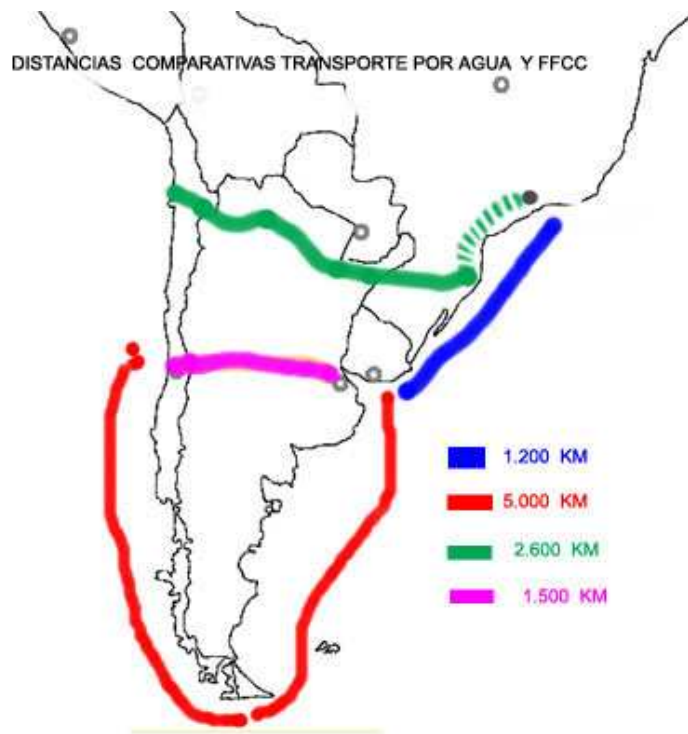 DISTANCIAS COMPARATIVAS TRANSPORTE POR AGUA Y FFCC
1.200 KM
5.000 KM
2.600 KM
1.500 KM